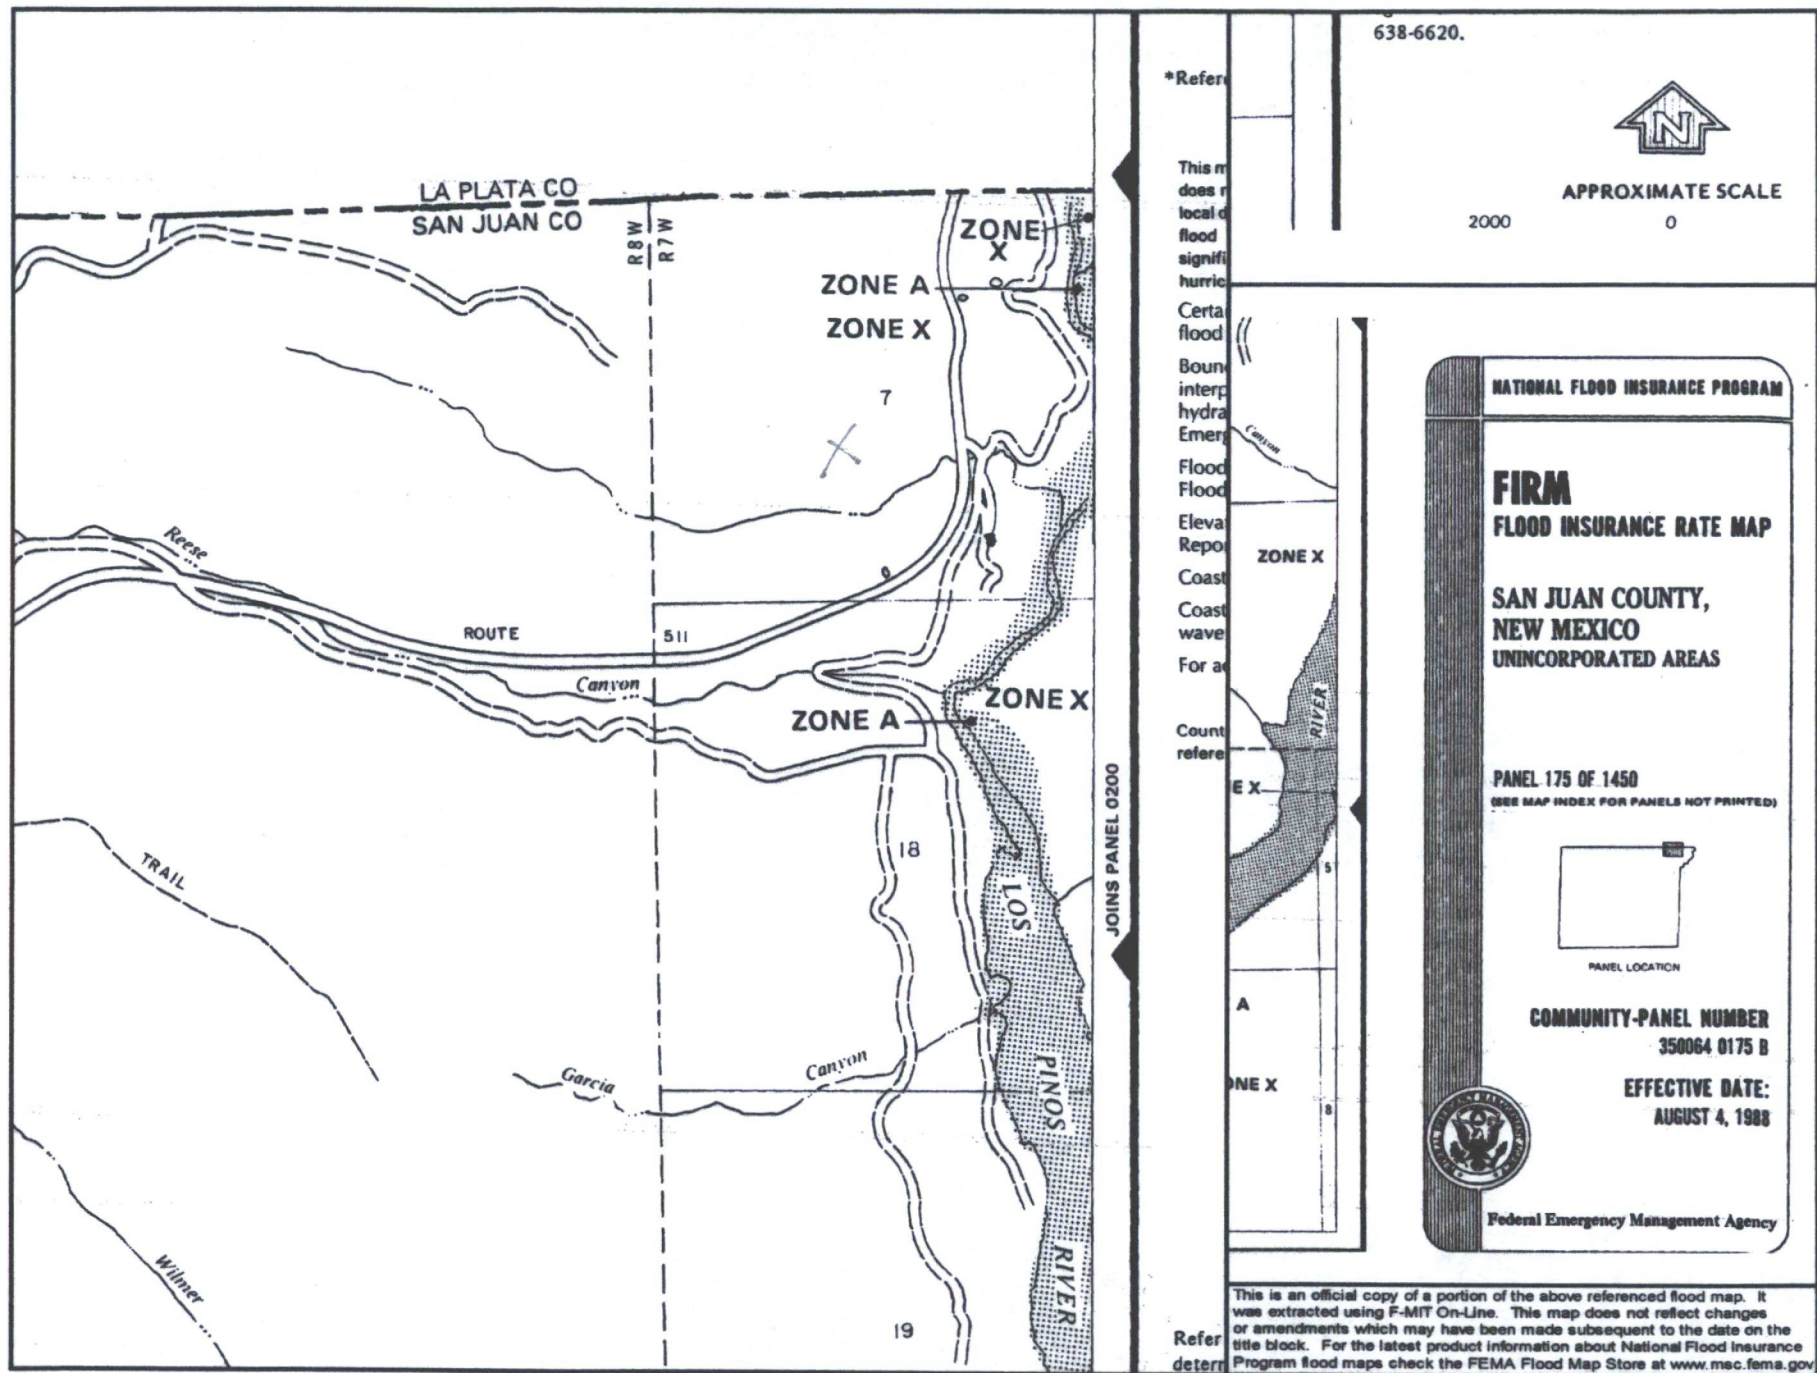 LA PLATA CO
SAN JUAN CO
R8W
R7W
ZONE
X
ZONE A
ZONE X
7
Reese
ROUTE
511
Canyon
ZONE X
ZONE A
TRAIL
18
LOS
PINOS
RIVER
Garcia
Canyon
Wilmer
19
JOINS PANEL 0200
*Refer
This m
does r
local d
flood
signifi
hurric
Certa
flood
Boun
interp
hydra
Emerg
Flood
Flood
Eleva
Repo
Coast
Coast
wave
For ad
Count
refere
Refer
deterr
638-6620.
N
APPROXIMATE SCALE
2000 0
Canyon
ZONE X
RIVER
E X
5
A
ONE X
8
NATIONAL FLOOD INSURANCE PROGRAM
FIRM
FLOOD INSURANCE RATE MAP
SAN JUAN COUNTY,
NEW MEXICO
UNINCORPORATED AREAS
PANEL 175 OF 1450
(SEE MAP INDEX FOR PANELS NOT PRINTED)
PANEL LOCATION
COMMUNITY-PANEL NUMBER
350064 0175 B
EFFECTIVE DATE:
AUGUST 4, 1988
Federal Emergency Management Agency
This is an official copy of a portion of the above referenced flood map. It
was extracted using F-MIT On-Line. This map does not reflect changes
or amendments which may have been made subsequent to the date on the
title block. For the latest product information about National Flood Insurance
Program flood maps check the FEMA Flood Map Store at www.msc.fema.gov